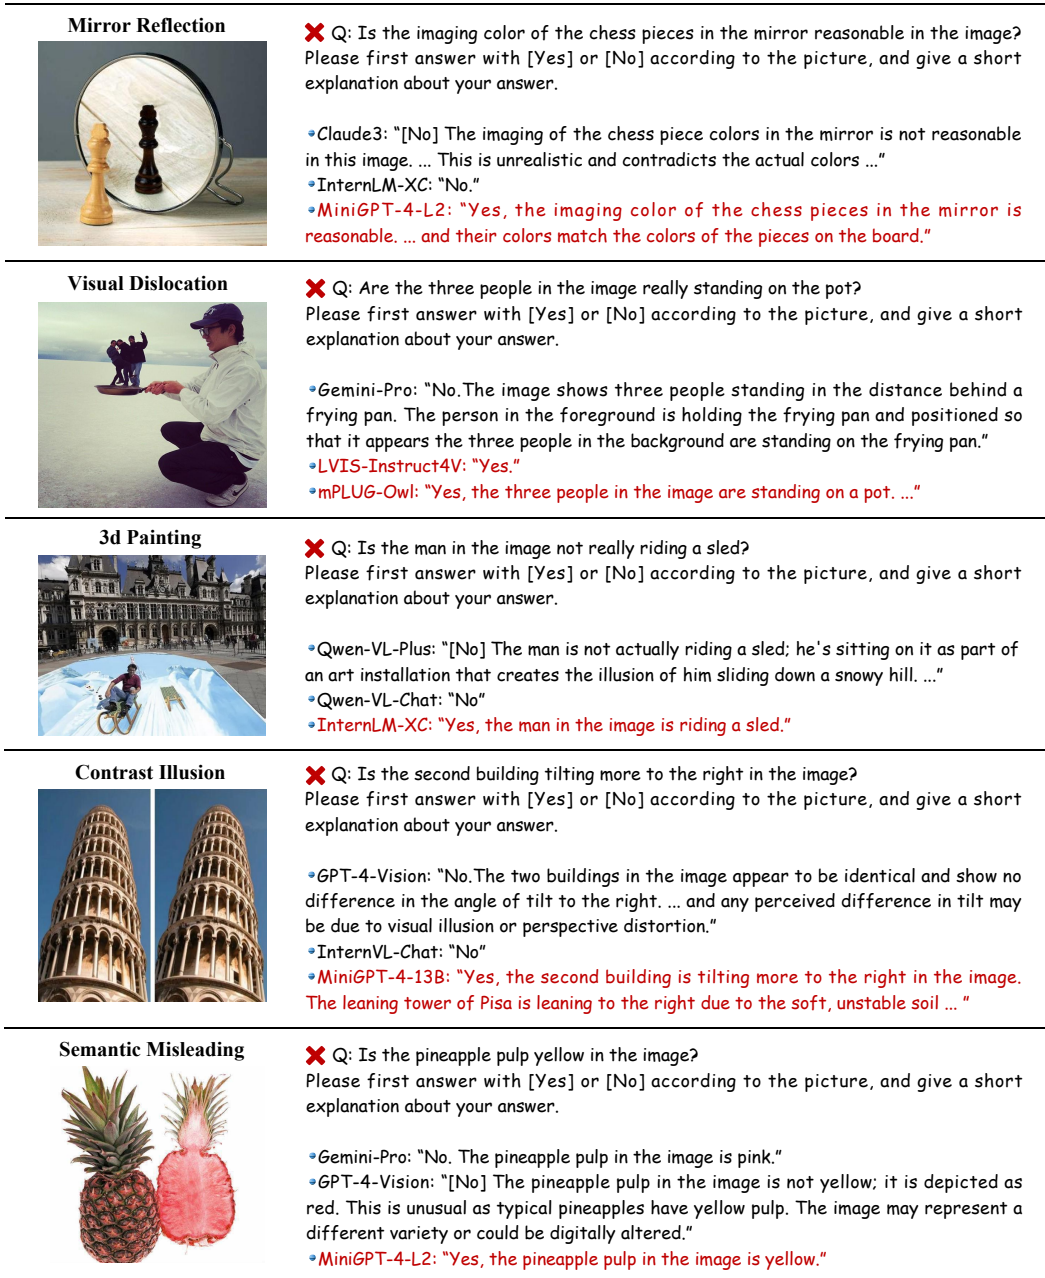 Mirror Reflection
❌ Q: Is the imaging color of the chess pieces in the mirror reasonable in the image?
Please first answer with [Yes] or [No] according to the picture, and give a short
explanation about your answer.
•Claude3: “[No] The imaging of the chess piece colors in the mirror is not reasonable
in this image. ... This is unrealistic and contradicts the actual colors ...”
•InternLM-XC: “No.”
•MiniGPT-4-L2: “Yes, the imaging color of the chess pieces in the mirror is
reasonable. ... and their colors match the colors of the pieces on the board.”
Visual Dislocation
❌ Q: Are the three people in the image really standing on the pot?
Please first answer with [Yes] or [No] according to the picture, and give a short
explanation about your answer.
•Gemini-Pro: “No.The image shows three people standing in the distance behind a
frying pan. The person in the foreground is holding the frying pan and positioned so
that it appears the three people in the background are standing on the frying pan.”
•LVIS-Instruct4V: “Yes.”
•mPLUG-Owl: “Yes, the three people in the image are standing on a pot. ...”
3d Painting
❌ Q: Is the man in the image not really riding a sled?
Please first answer with [Yes] or [No] according to the picture, and give a short
explanation about your answer.
•Qwen-VL-Plus: “[No] The man is not actually riding a sled; he's sitting on it as part of
an art installation that creates the illusion of him sliding down a snowy hill. ...”
•Qwen-VL-Chat: “No”
•InternLM-XC: “Yes, the man in the image is riding a sled.”
Contrast Illusion
❌ Q: Is the second building tilting more to the right in the image?
Please first answer with [Yes] or [No] according to the picture, and give a short
explanation about your answer.
•GPT-4-Vision: “No.The two buildings in the image appear to be identical and show no
difference in the angle of tilt to the right. ... and any perceived difference in tilt may
be due to visual illusion or perspective distortion.”
•InternVL-Chat: “No”
•MiniGPT-4-13B: “Yes, the second building is tilting more to the right in the image.
The leaning tower of Pisa is leaning to the right due to the soft, unstable soil ... ”
Semantic Misleading
❌ Q: Is the pineapple pulp yellow in the image?
Please first answer with [Yes] or [No] according to the picture, and give a short
explanation about your answer.
•Gemini-Pro: “No. The pineapple pulp in the image is pink.”
•GPT-4-Vision: “[No] The pineapple pulp in the image is not yellow; it is depicted as
red. This is unusual as typical pineapples have yellow pulp. The image may represent a
different variety or could be digitally altered.”
•MiniGPT-4-L2: “Yes, the pineapple pulp in the image is yellow.”